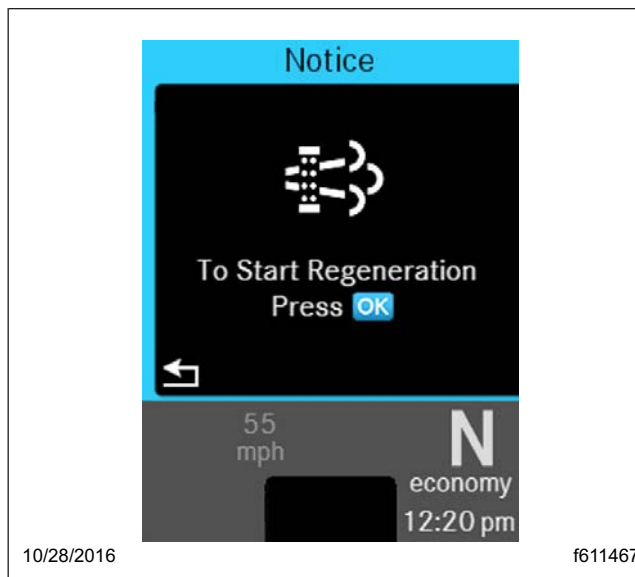 Notice
To Start Regeneration
Press OK
55
mph
N
economy
12:20 pm
10/28/2016 f611467